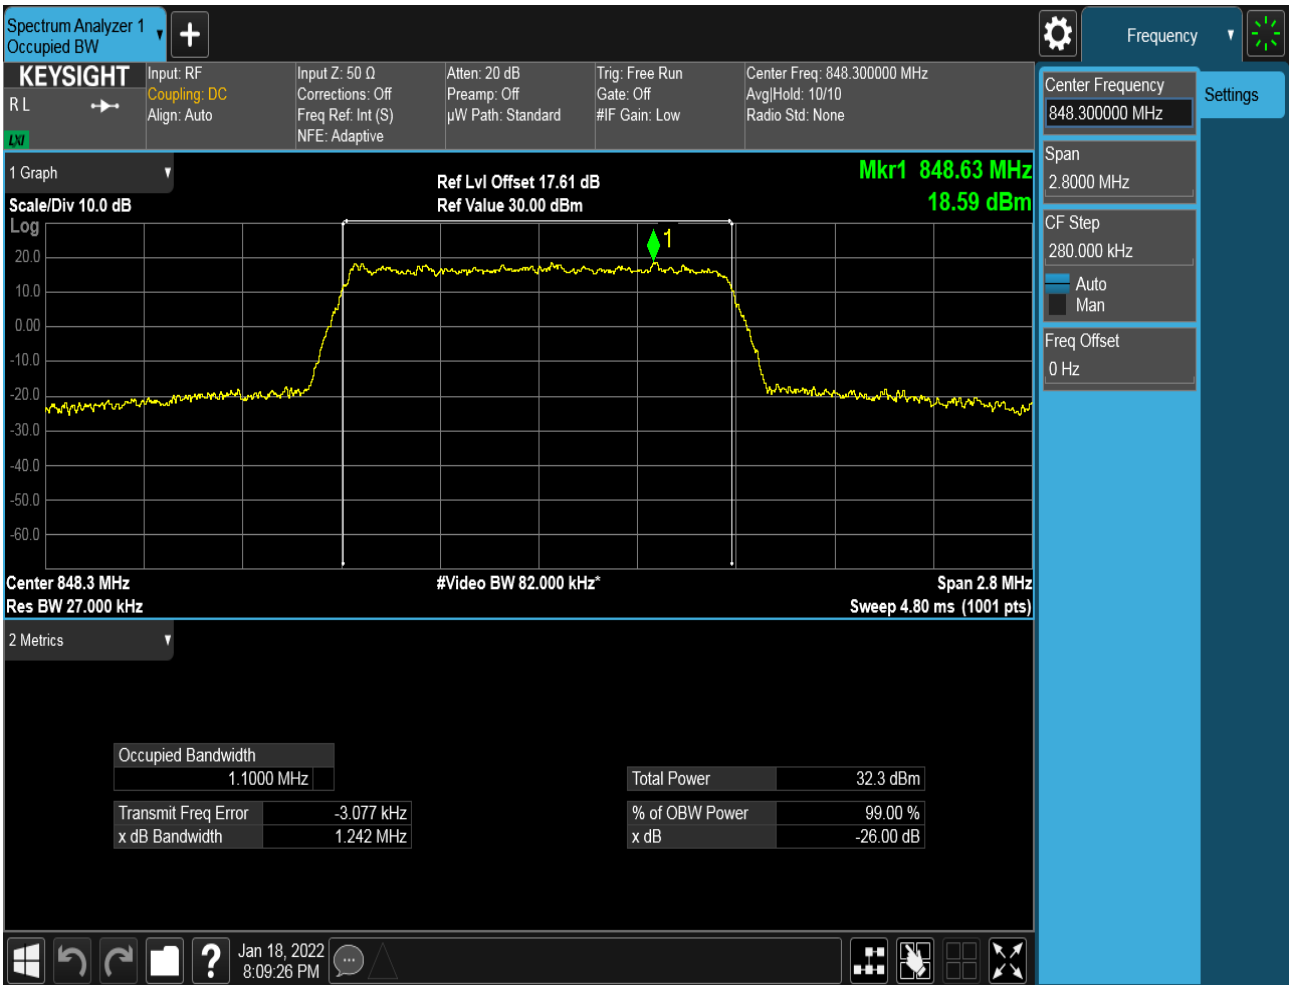 Spectrum Analyzer 1
Occupied BW
Frequency
KEYSIGHT
R L
LXI
Input: RF
Coupling: DC
Align: Auto
Input Z: 50 Ω
Corrections: Off
Freq Ref: Int (S)
NFE: Adaptive
Atten: 20 dB
Preamp: Off
µW Path: Standard
Trig: Free Run
Gate: Off
#IF Gain: Low
Center Freq: 848.300000 MHz
Avg|Hold: 10/10
Radio Std: None
Center Frequency
848.300000 MHz
Settings
Span
2.8000 MHz
CF Step
280.000 kHz
Auto
Man
Freq Offset
0 Hz
1 Graph
Scale/Div 10.0 dB
Log
Ref Lvl Offset 17.61 dB
Ref Value 30.00 dBm
Mkr1 848.63 MHz
18.59 dBm
1
20.0
10.0
0.00
-10.0
-20.0
-30.0
-40.0
-50.0
-60.0
Center 848.3 MHz
Res BW 27.000 kHz
#Video BW 82.000 kHz*
Span 2.8 MHz
Sweep 4.80 ms (1001 pts)
2 Metrics
Occupied Bandwidth
1.1000 MHz
Transmit Freq Error -3.077 kHz
x dB Bandwidth 1.242 MHz
Total Power 32.3 dBm
% of OBW Power 99.00 %
x dB -26.00 dB
?
Jan 18, 2022
8:09:26 PM